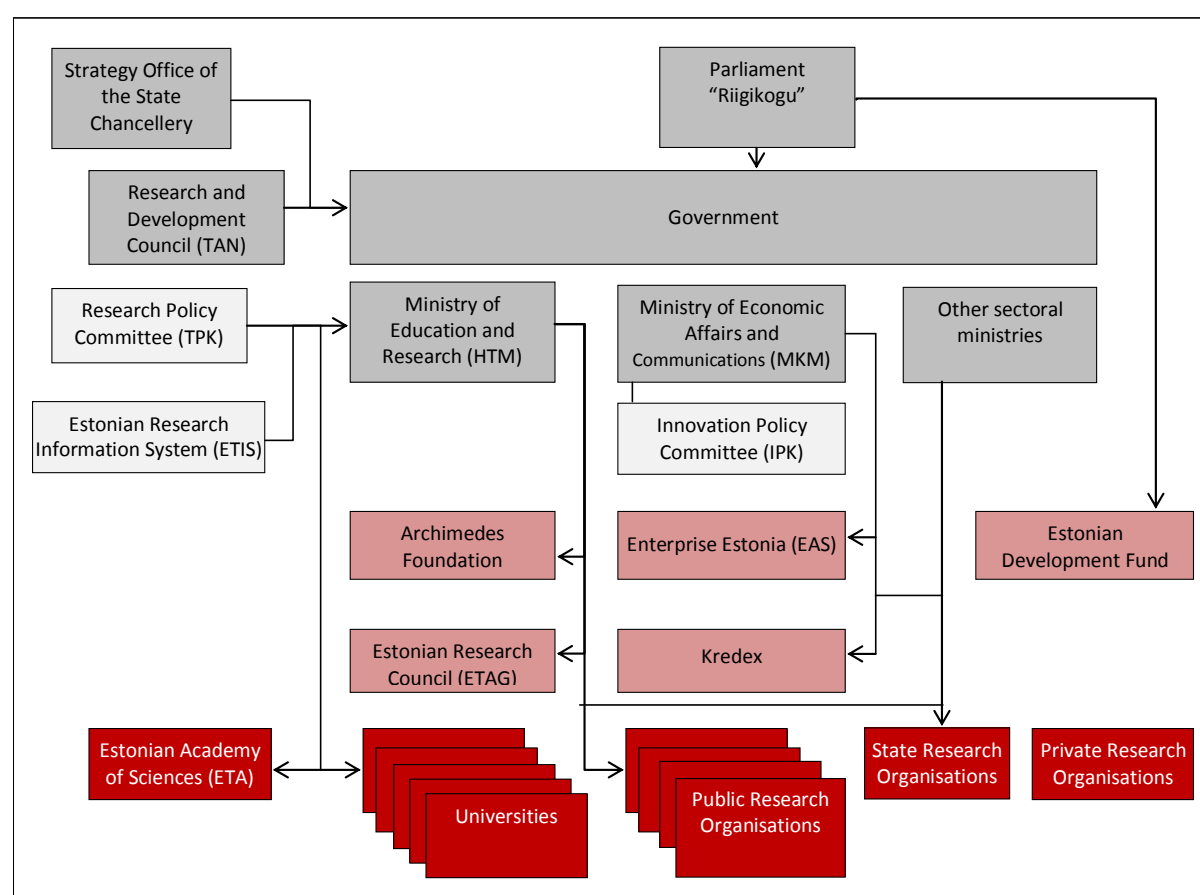 Strategy Office of
the State
Chancellery
Parliament
“Riigikogu”
Research and
Development
Council (TAN)
Government
Research Policy
Committee (TPK)
Ministry of
Education and
Research (HTM)
Ministry of Economic
Affairs and
Communications (MKM)
Other sectoral
ministries
Estonian Research
Information System (ETIS)
Innovation Policy
Committee (IPK)
Archimedes
Foundation
Enterprise Estonia (EAS)
Estonian
Development Fund
Estonian Research
Council (ETAG)
Kredex
Estonian Academy
of Sciences (ETA)
Universities
Public Research
Organisations
State Research
Organisations
Private Research
Organisations